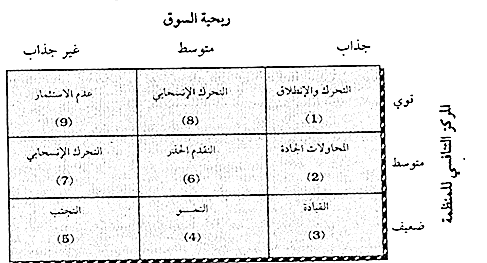 ربحية السوق
جذاب متوسط غير جذاب
قوي
التحرك والإنطلاق
(1)
التحرك الإنسحابي
(8)
عدم الاستثمار
(9)
متوسط
المحاولات الجادة
(2)
التقدم الحذر
(6)
التحرك الإنسحابي
(7)
ضعيف
القيادة
(3)
النمــو
(4)
التجنب
(5)
المركز التنافسي للمنظمة